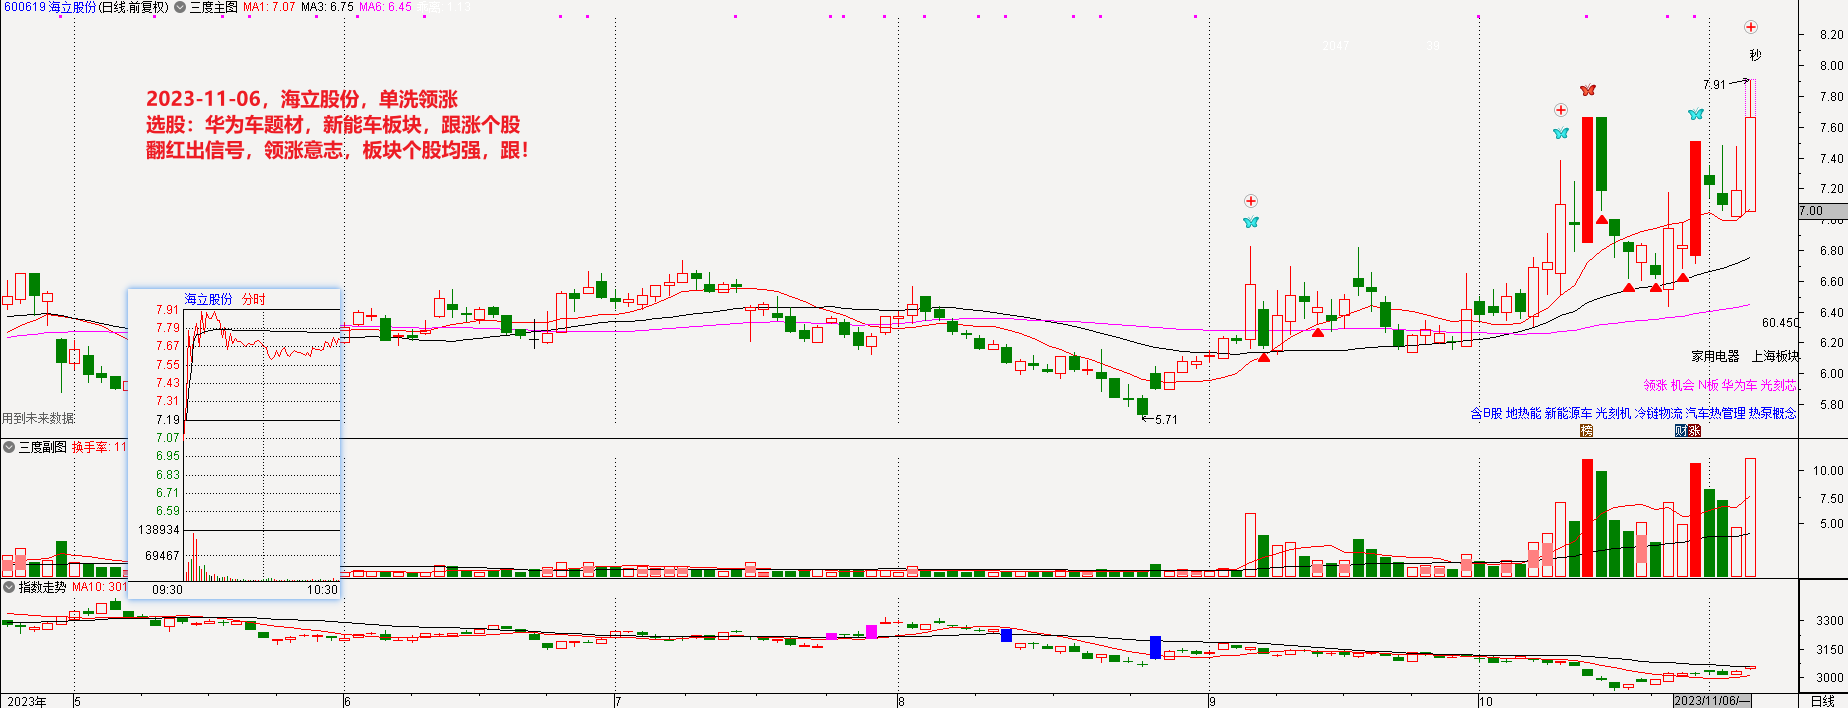 600619 海立股份(日线.前复权) 三度主图 MA1: 7.07 MA3: 6.75 MA6: 6.45 1.13
2047 39
2023-11-06，海立股份，单洗领涨
选股：华为车题材，新能车板块，跟涨个股
翻红出信号，领涨意志，板块个股均强，跟！
秒
7.91
5.71
8.20
8.00
7.80
7.60
7.40
7.20
7.00
6.80
6.60
6.40
6.20
6.00
5.80
60.450
家用电器 上海板块
领涨 机会 N板 华为车 光刻芯
含B股 地热能 新能源车 光刻机 冷链物流 汽车热管理 热泵概念
榜 财 涨
用到未来数据
海立股份 分时
7.91
7.79
7.67
7.55
7.43
7.31
7.19
7.07
6.95
6.83
6.71
6.59
138934
69467
09:30 10:30
三度副图 换手率: 11
10.00
7.50
5.00
指数走势 MA10: 301
3300
3150
3000
2023年 5 6 7 8 9 10 2023/11/06/一 日线